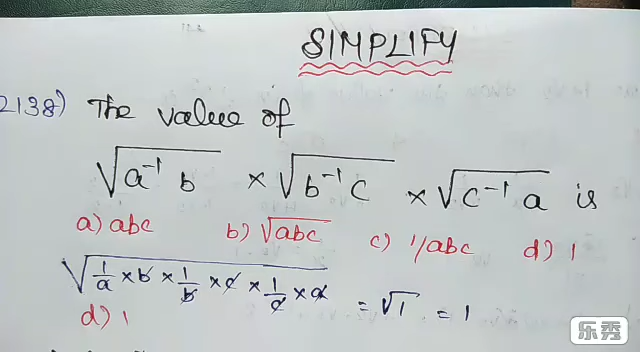 SIMPLIFY
2138) The value of
√(a⁻¹ b) × √(b⁻¹ c) × √(c⁻¹ a) is
a) abc b) √abc c) 1/abc d) 1
√(1/a × b × 1/b × c × 1/c × a) = √1 = 1
d) 1
乐秀